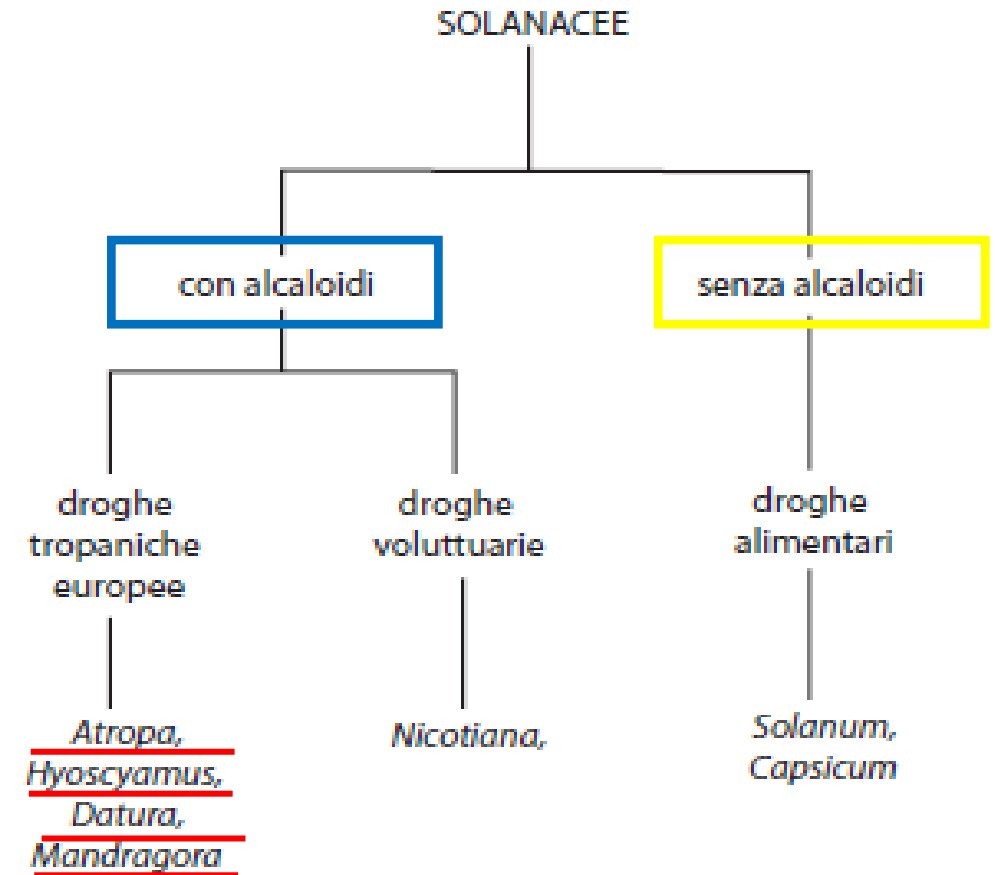 SOLANACEE
con alcaloidi
senza alcaloidi
droghe
tropaniche
europee
droghe
voluttuarie
droghe
alimentari
Atropa,
Hyoscyamus,
Datura,
Mandragora
Nicotiana,
Solanum,
Capsicum